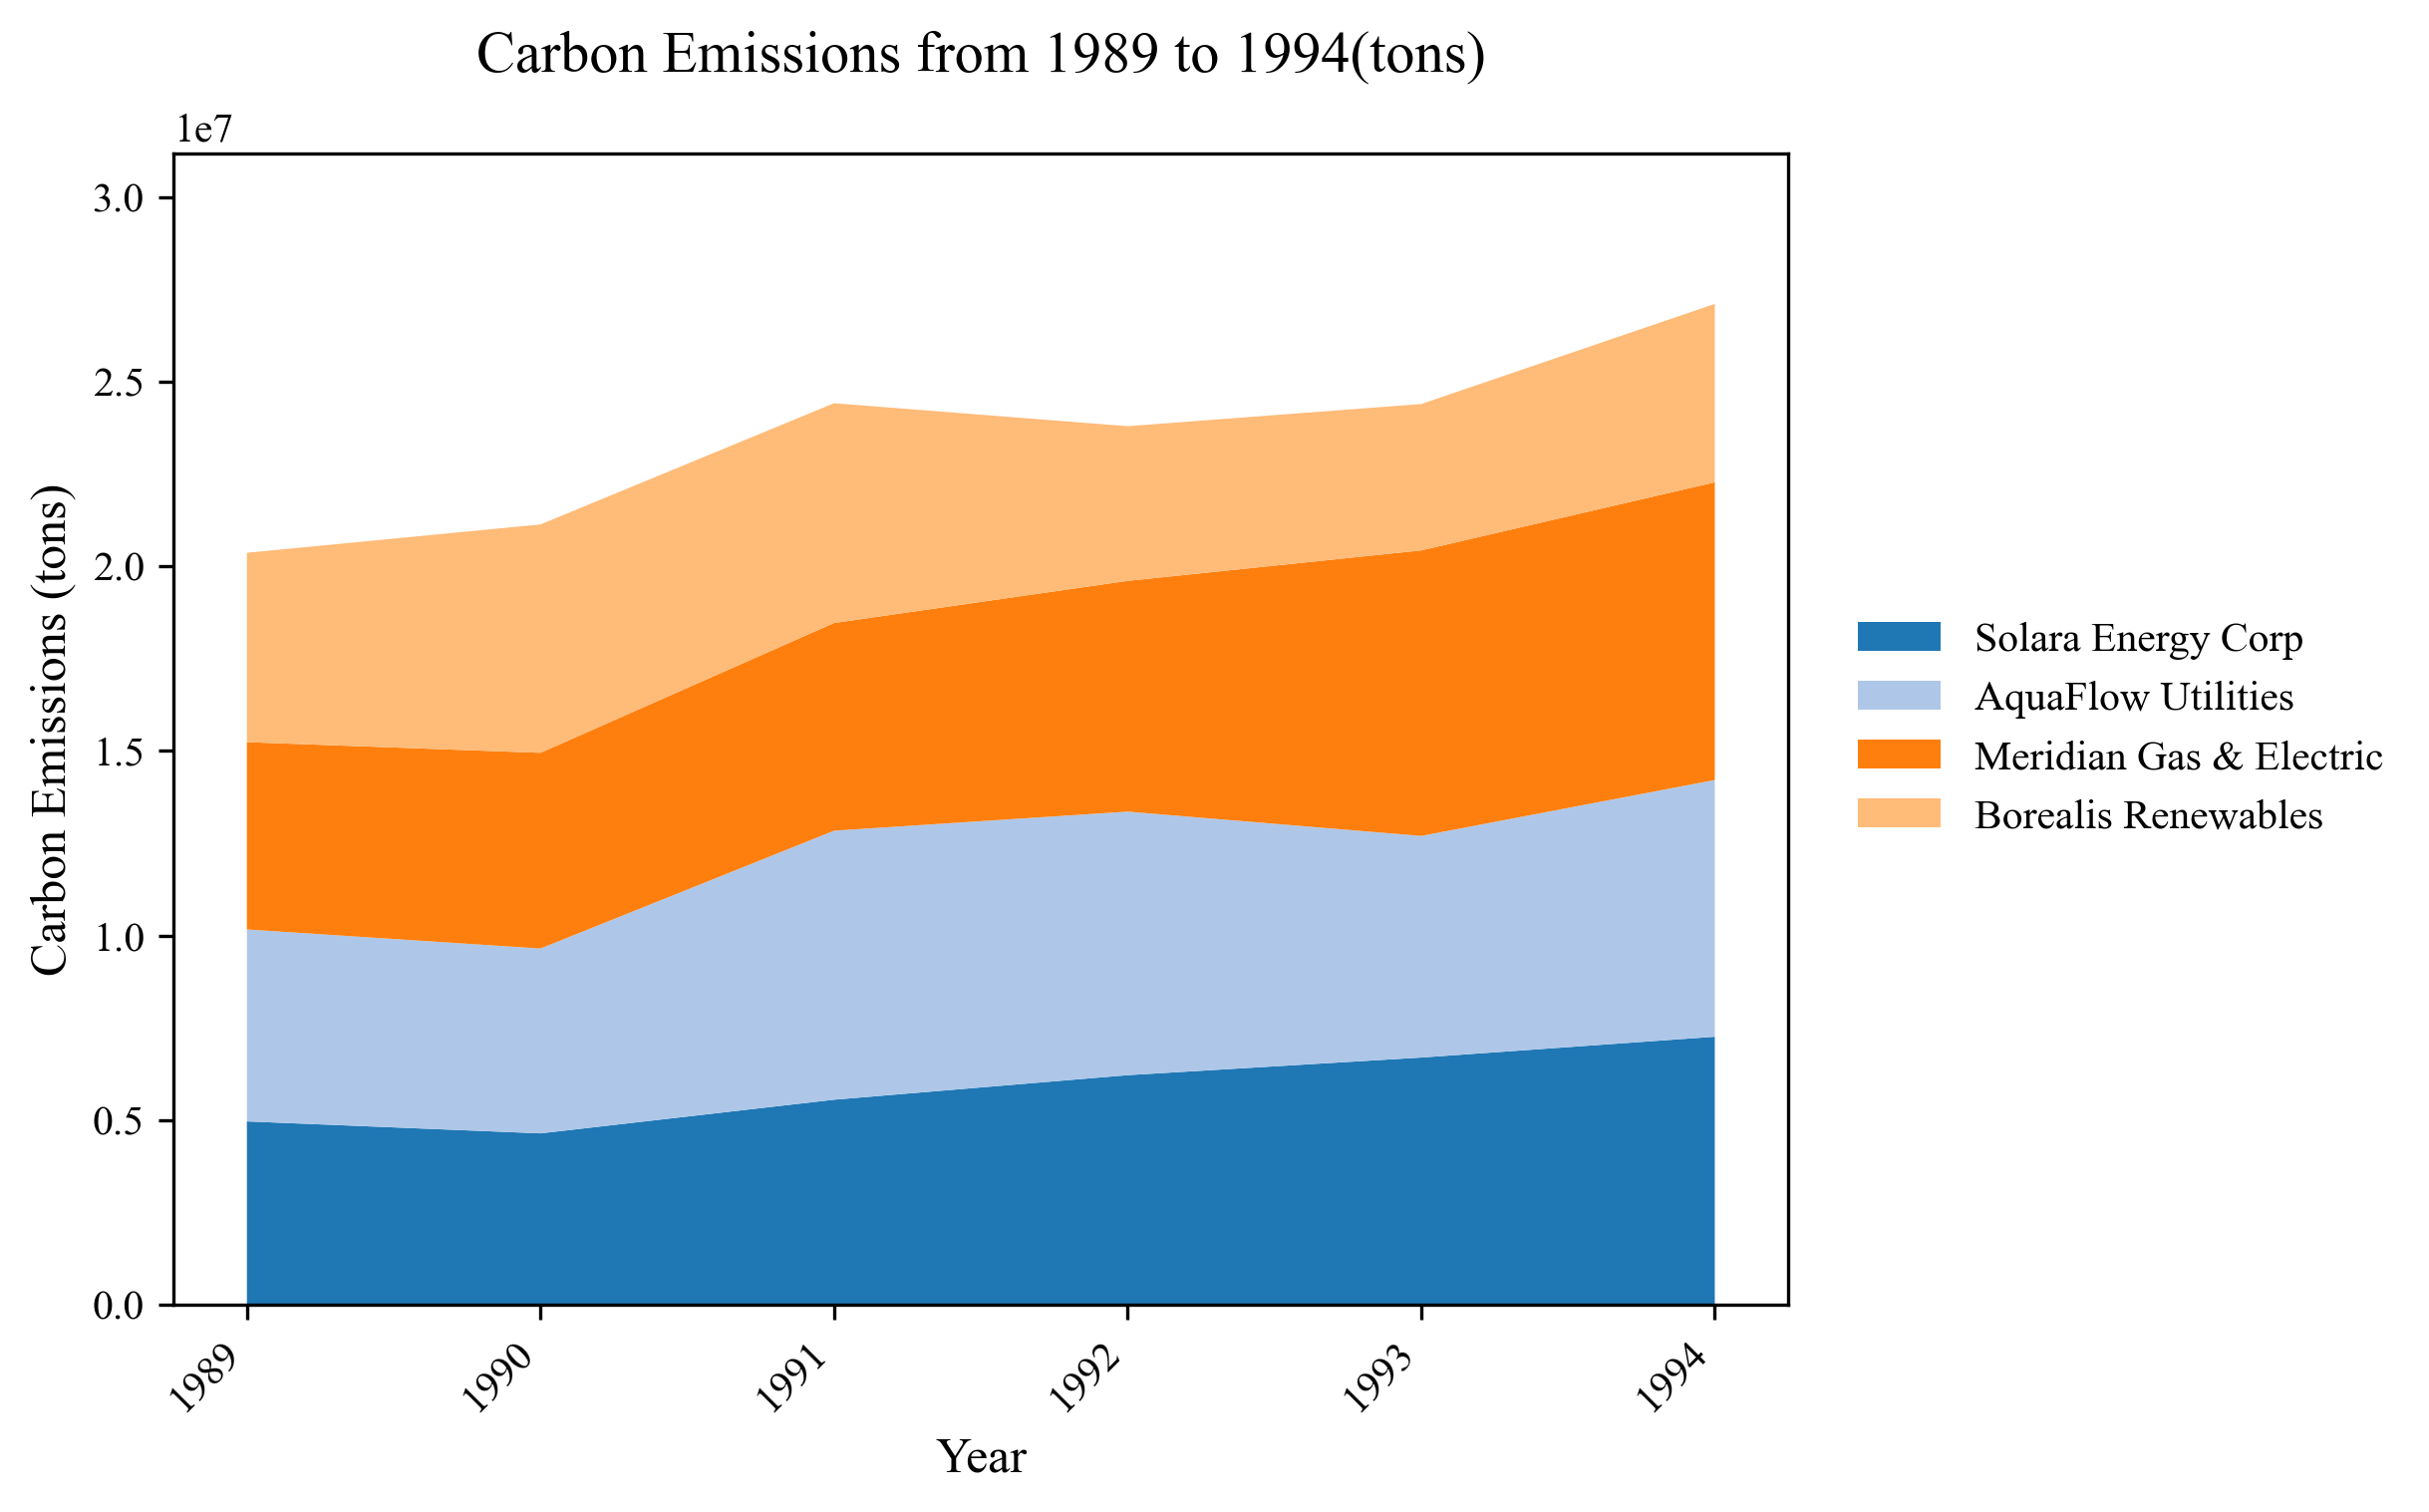 Carbon Emissions from 1989 to 1994(tons)
1e7
3.0
2.5
2.0
1.5
1.0
0.5
0.0
Carbon Emissions (tons)
1989
1990
1991
1992
1993
1994
Year
Solara Energy Corp
AquaFlow Utilities
Meridian Gas & Electric
Borealis Renewables